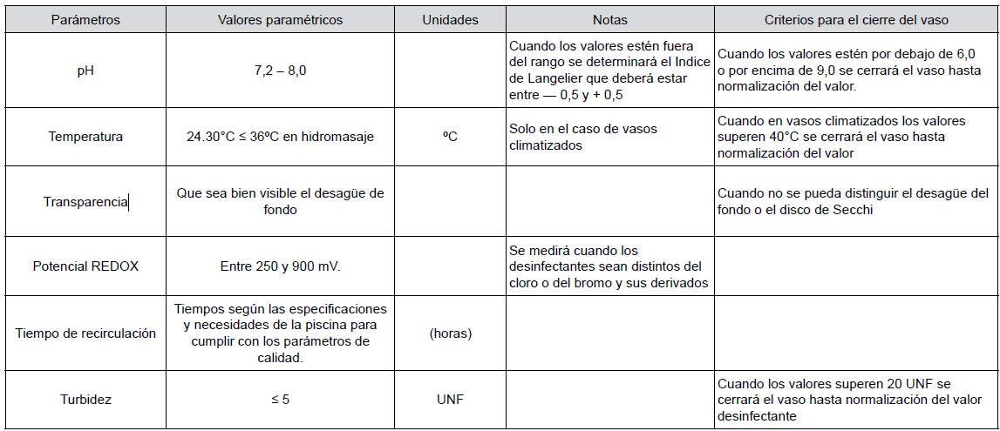 Parámetros
Valores paramétricos
Unidades
Notas
Criterios para el cierre del vaso
pH
7,2 – 8,0
Cuando los valores estén fuera
del rango se determinará el Indice
de Langelier que deberá estar
entre — 0,5 y + 0,5
Cuando los valores estén por debajo de 6,0
o por encima de 9,0 se cerrará el vaso hasta
normalización del valor.
Temperatura
24.30°C ≤ 36ºC en hidromasaje
ºC
Solo en el caso de vasos
climatizados
Cuando en vasos climatizados los valores
superen 40°C se cerrará el vaso hasta
normalización del valor
Transparencia
Que sea bien visible el desagüe de
fondo
Cuando no se pueda distinguir el desagüe del
fondo o el disco de Secchi
Potencial REDOX
Entre 250 y 900 mV.
Se medirá cuando los
desinfectantes sean distintos del
cloro o del bromo y sus derivados
Tiempo de recirculación
Tiempos según las especificaciones
y necesidades de la piscina para
cumplir con los parámetros de
calidad.
(horas)
Turbidez
≤ 5
UNF
Cuando los valores superen 20 UNF se
cerrará el vaso hasta normalización del valor
desinfectante